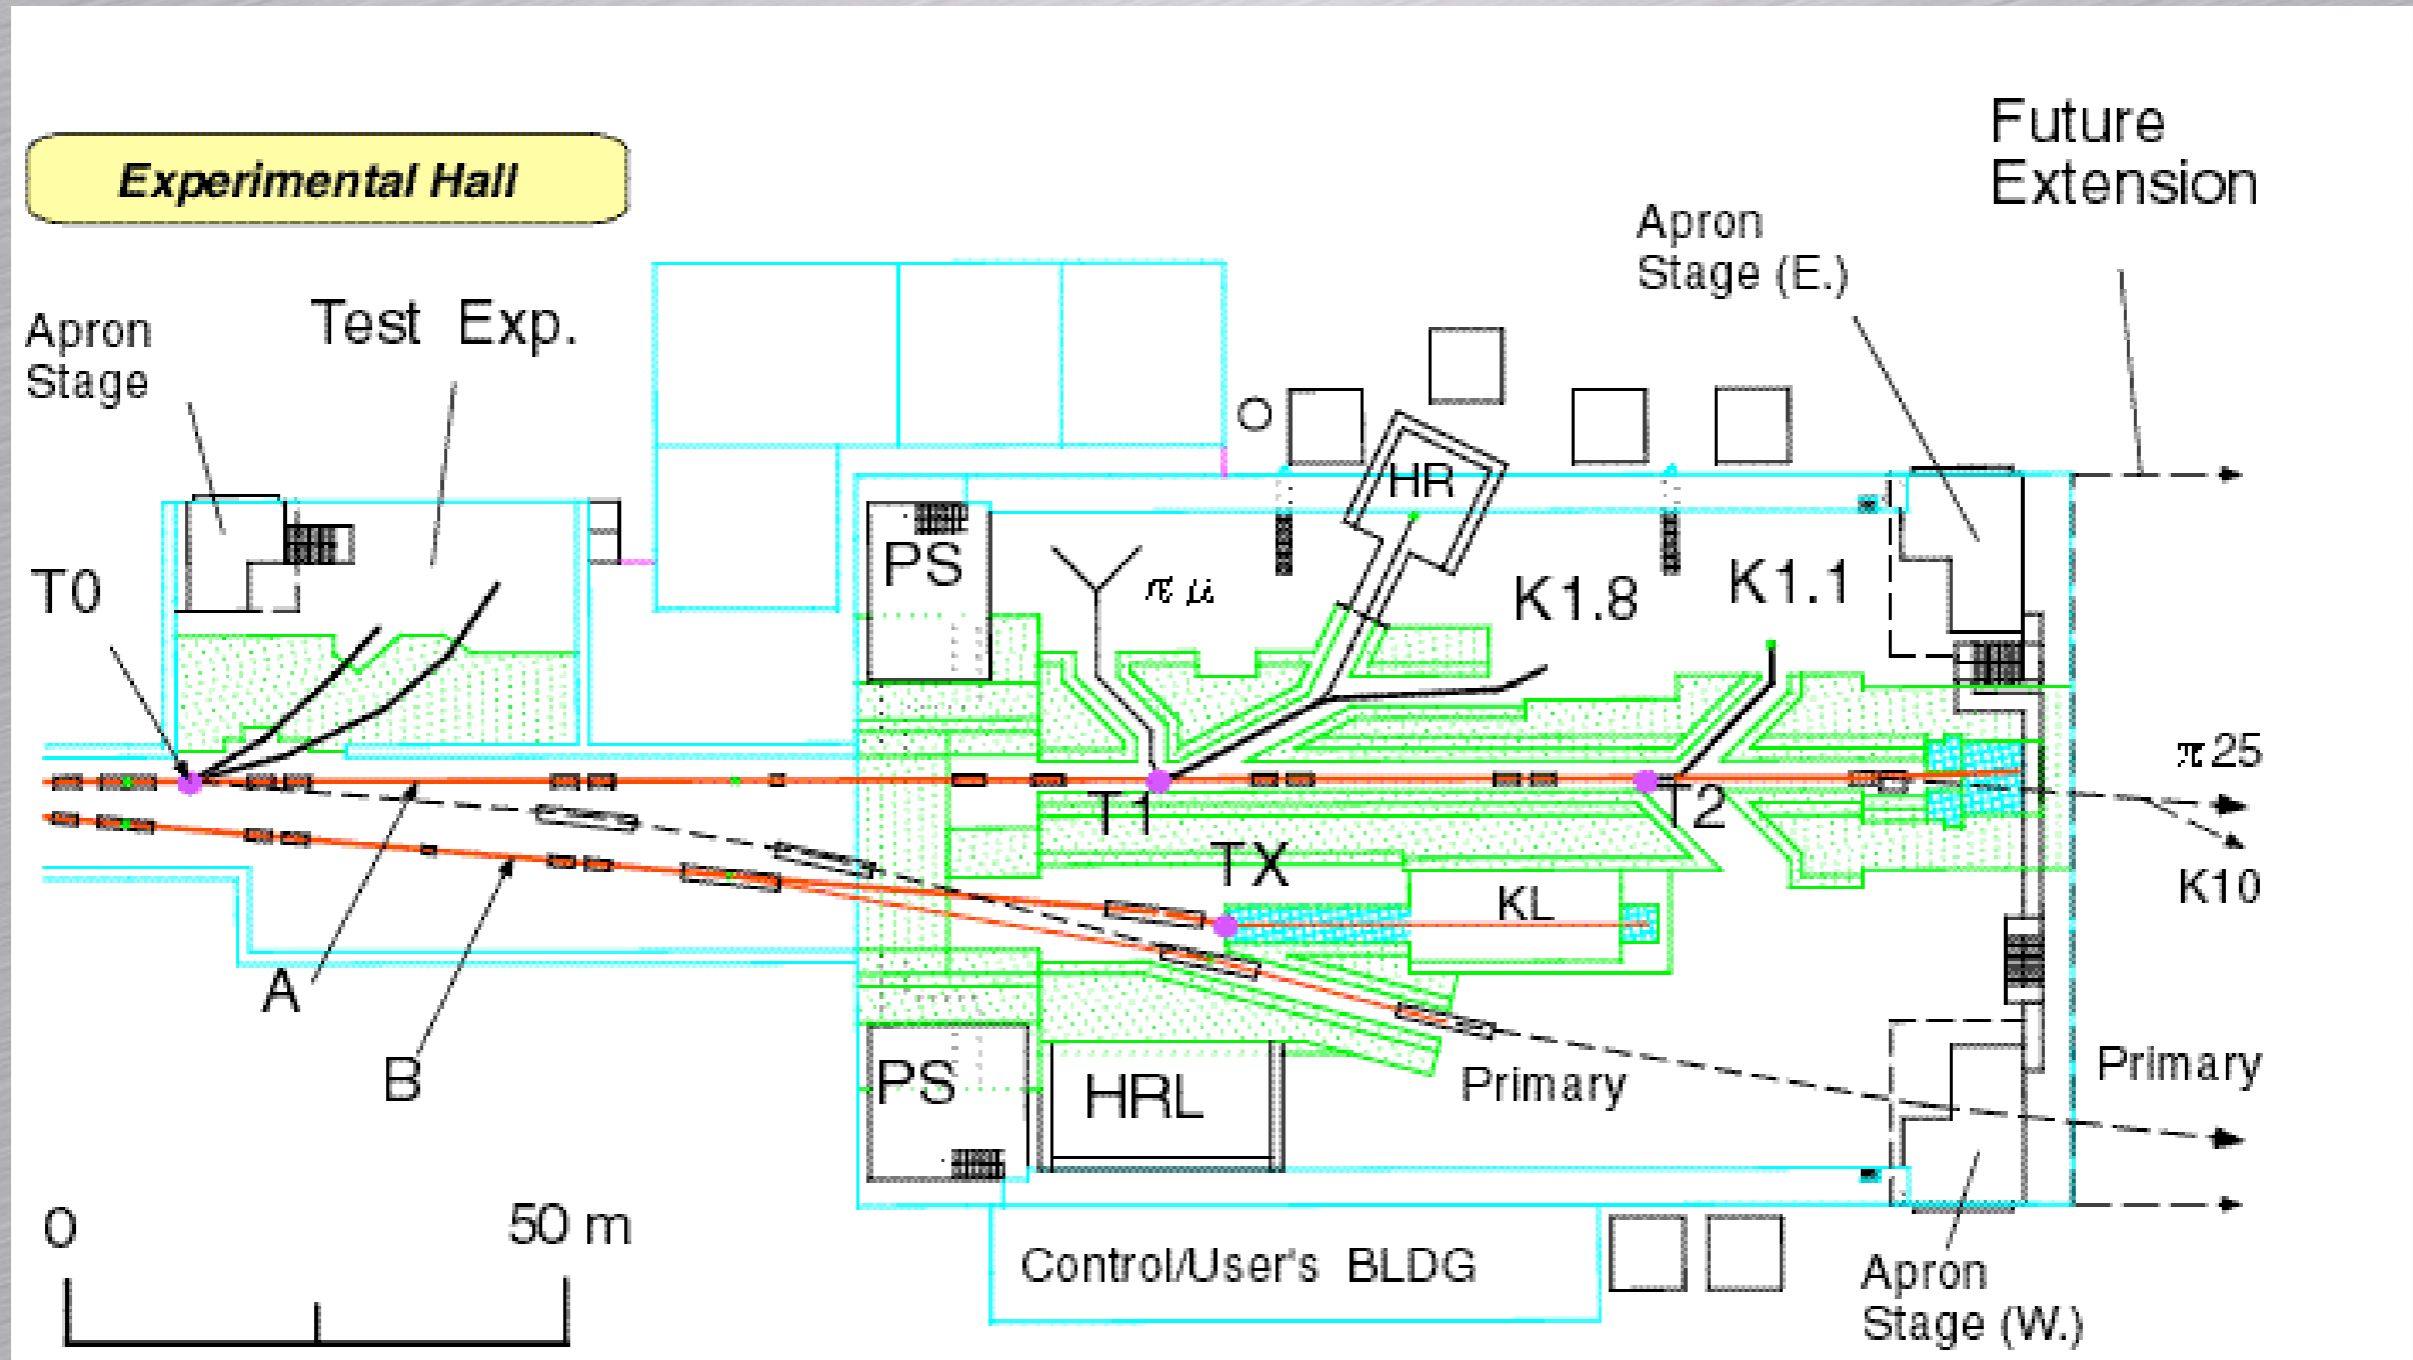 Experimental Hall
Future
Extension
Apron
Stage (E.)
Apron
Stage
Test Exp.
HR
PS
T0
π μ
K1.8
K1.1
T1
T2
π25
TX
KL
K10
A
B
PS
HRL
Primary
Primary
0
50 m
Control/User's BLDG
Apron
Stage (W.)